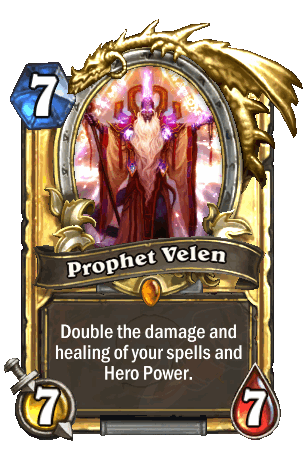 7
Prophet Velen
Double the damage and
healing of your spells and
Hero Power.
7
7